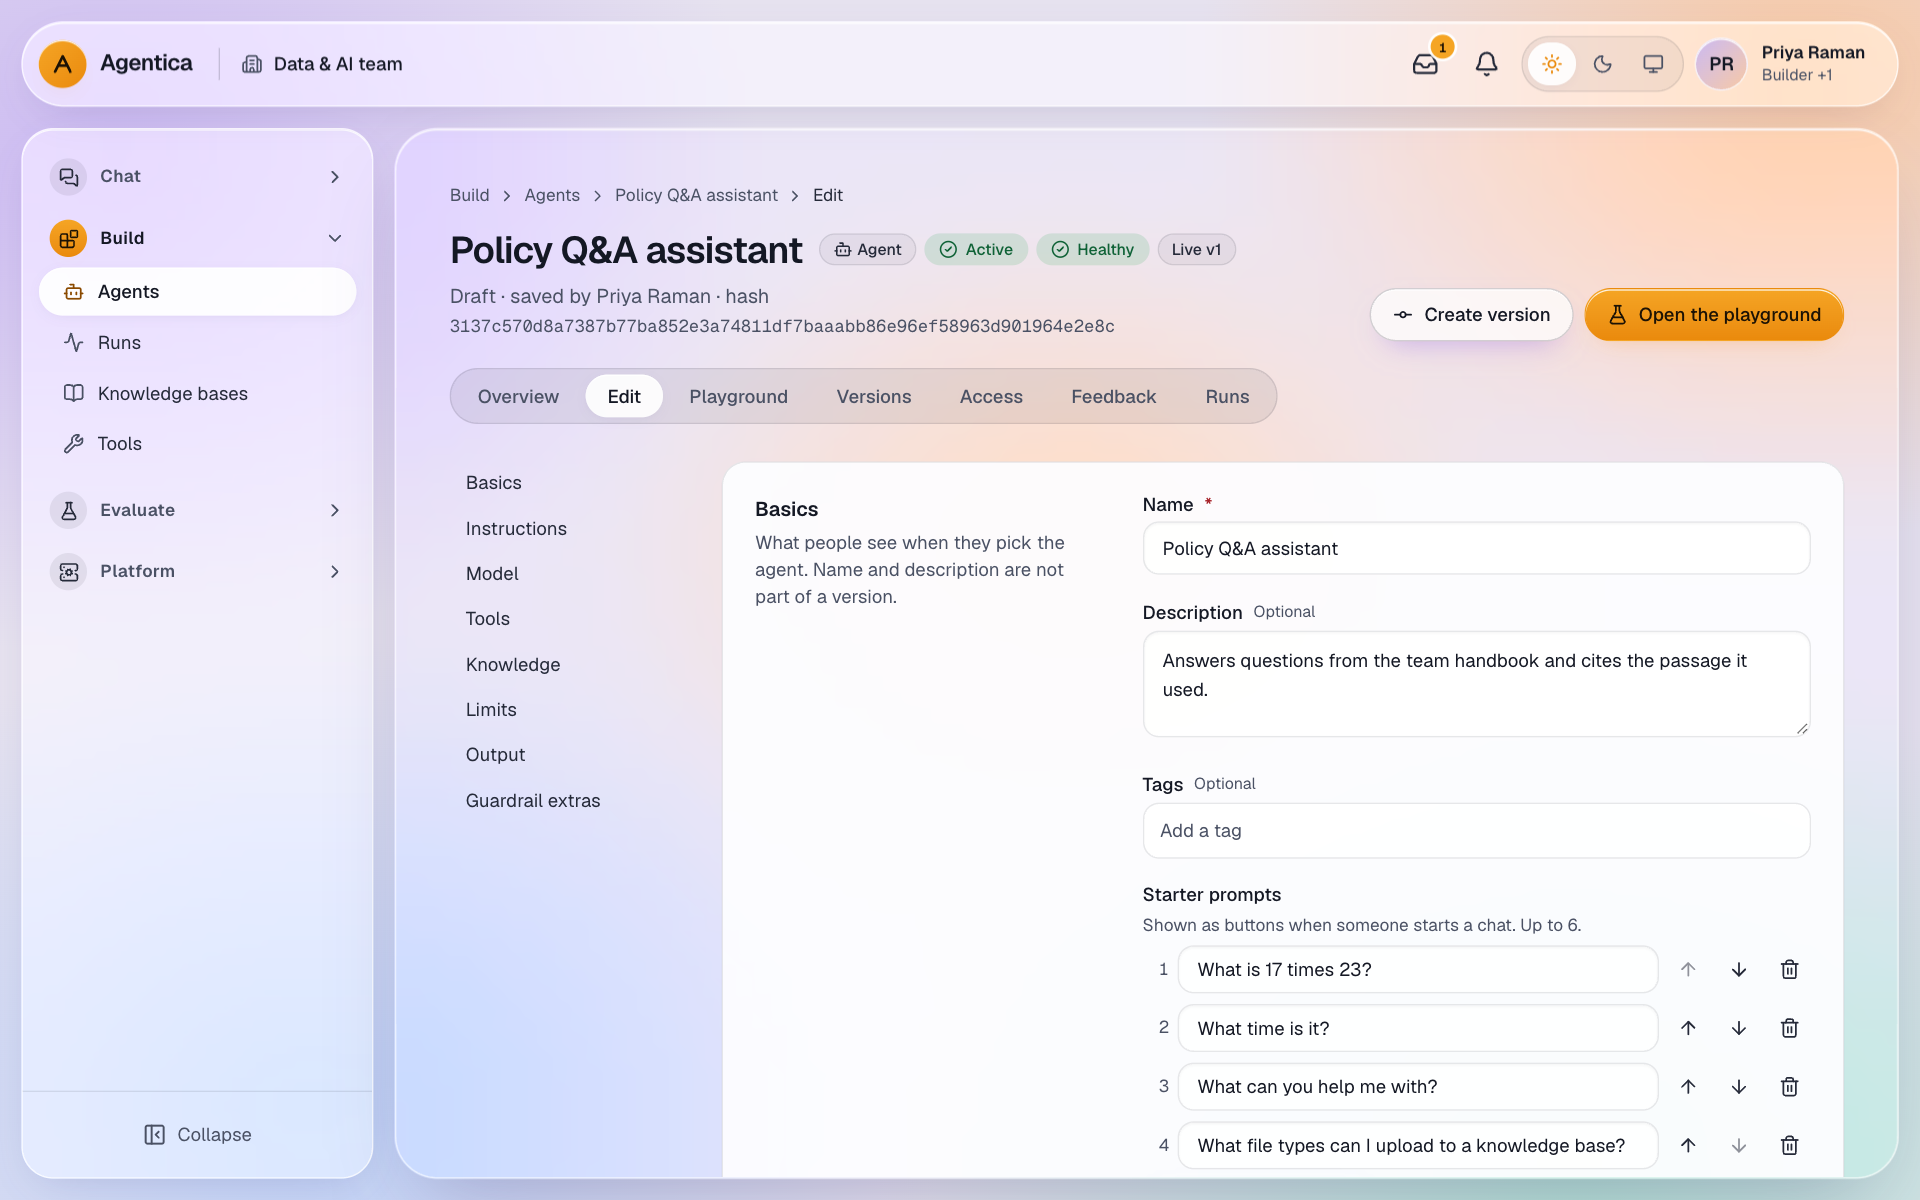 Agentica
Data & AI team
1
PR
Priya Raman
Builder +1
Chat
Build
Agents
Runs
Knowledge bases
Tools
Evaluate
Platform
Collapse
Build > Agents > Policy Q&A assistant > Edit
Policy Q&A assistant
Agent
Active
Healthy
Live v1
Draft · saved by Priya Raman · hash
3137c570d8a7387b77ba852e3a74811df7baaabb86e96ef58963d901964e2e8c
Create version
Open the playground
Overview
Edit
Playground
Versions
Access
Feedback
Runs
Basics
Instructions
Model
Tools
Knowledge
Limits
Output
Guardrail extras
Basics
What people see when they pick the
agent. Name and description are not
part of a version.
Name *
Policy Q&A assistant
Description Optional
Answers questions from the team handbook and cites the passage it
used.
Tags Optional
Add a tag
Starter prompts
Shown as buttons when someone starts a chat. Up to 6.
1 What is 17 times 23?
2 What time is it?
3 What can you help me with?
4 What file types can I upload to a knowledge base?